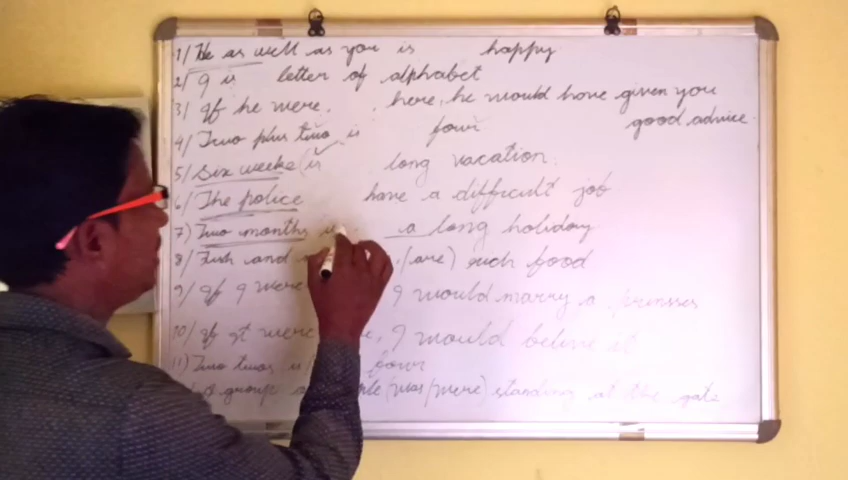 1/ He as well as you is happy
2/ I is letter of alphabet
3/ If he were, here, he would have given you
good advice.
4/ Two plus two is four
5/ Six weeks (is long vacation.
6/ The police have a difficult job
7) Two months is a long holiday
8/ Fish and (are) such food
9/ If I were I would marry a prinsses
10/ If it were I would belive it
11) Two twos is four
group (was/were) standing at the gate